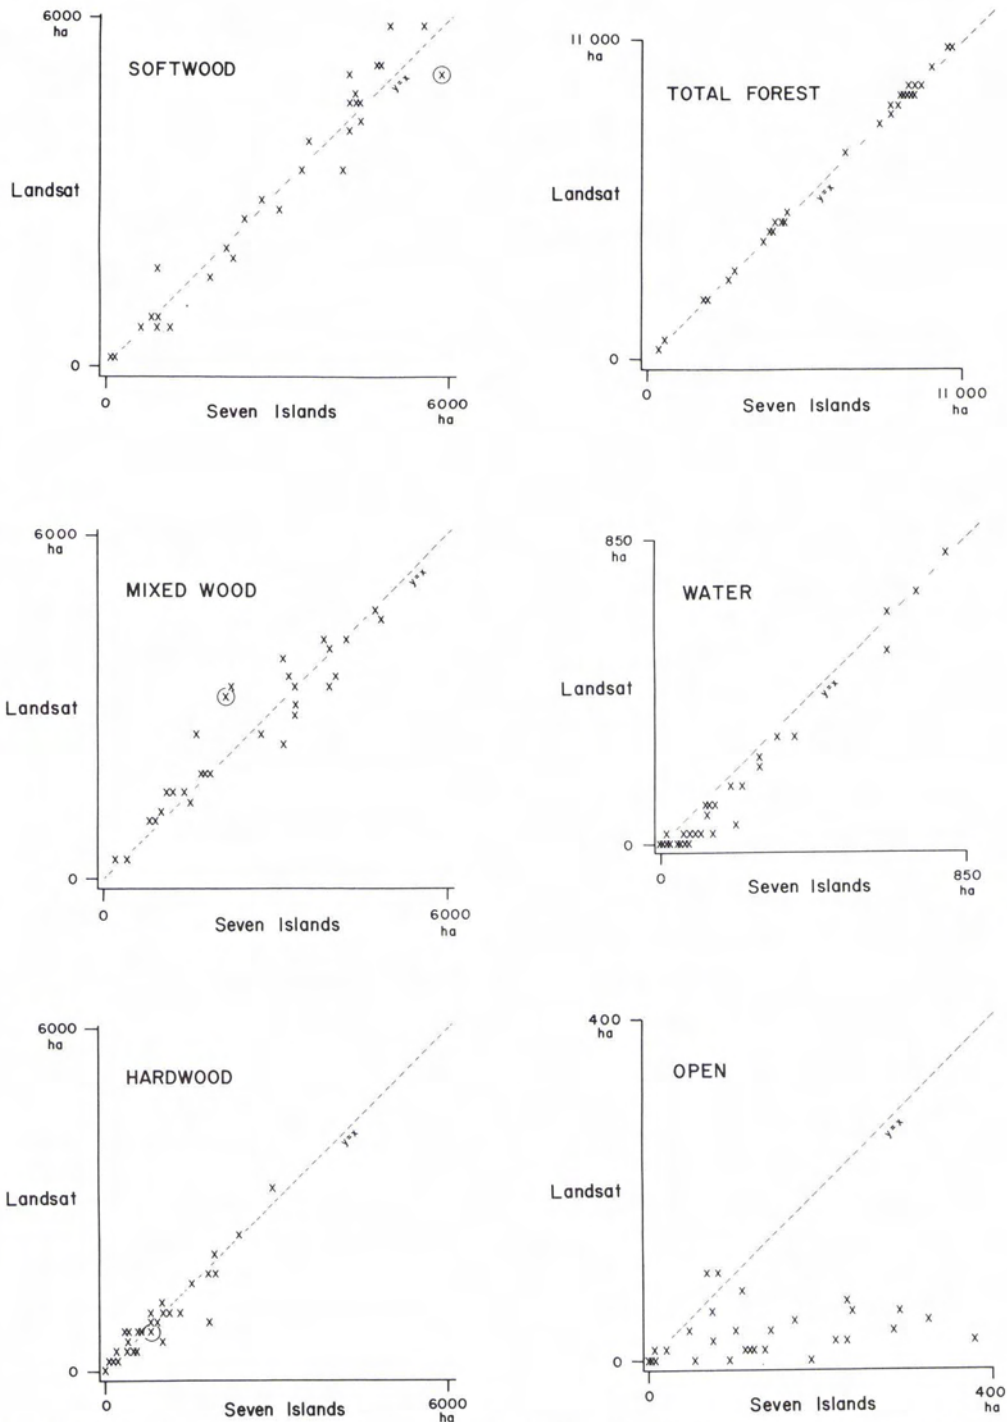 6000
ha
SOFTWOOD
y=x
Landsat
0
0
6000
ha
Seven Islands
11 000
ha
TOTAL FOREST
y=x
Landsat
0
0
11 000
ha
Seven Islands
6000
ha
MIXED WOOD
y=x
Landsat
0
0
6000
ha
Seven Islands
850
ha
WATER
y=x
Landsat
0
0
850
ha
Seven Islands
6000
ha
HARDWOOD
y=x
Landsat
0
0
6000
ha
Seven Islands
400
ha
OPEN
y=x
Landsat
0
0
400
ha
Seven Islands